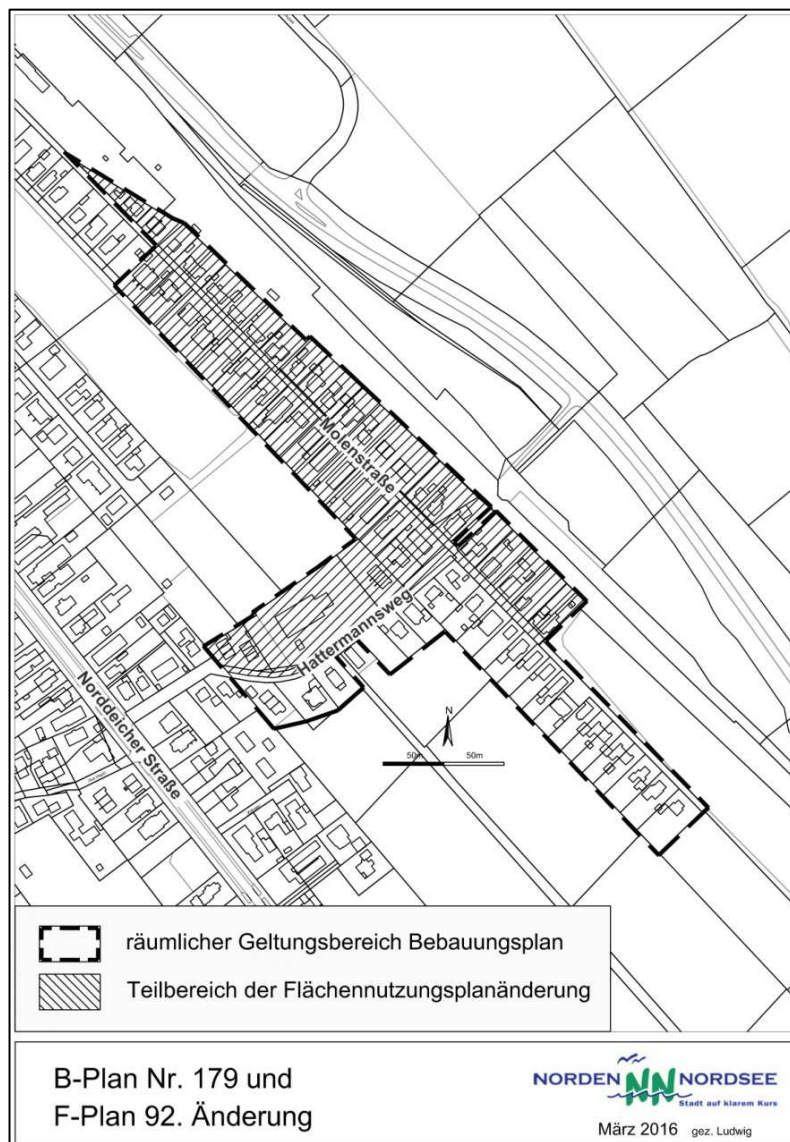 Molenstraße
Hattermannsweg
Norddeicher Straße
N
50m 50m
räumlicher Geltungsbereich Bebauungsplan
Teilbereich der Flächennutzungsplanänderung
B-Plan Nr. 179 und
F-Plan 92. Änderung
NORDEN NN NORDSEE
Stadt auf klarem Kurs
März 2016 gez. Ludwig